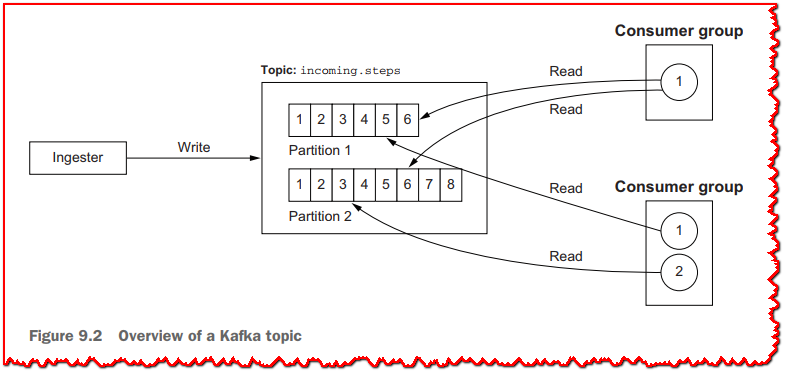 Consumer group
1
Topic: incoming.steps
Read
Read
1 2 3 4 5 6
Partition 1
Ingester
Write
1 2 3 4 5 6 7 8
Partition 2
Read
Consumer group
1
2
Read
Figure 9.2 Overview of a Kafka topic